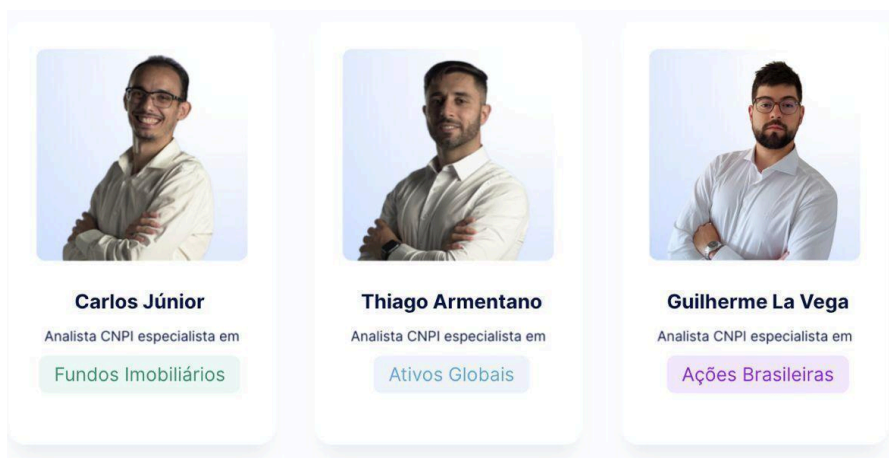 Carlos Júnior
Analista CNPI especialista em
Fundos Imobiliários
Thiago Armentano
Analista CNPI especialista em
Ativos Globais
Guilherme La Vega
Analista CNPI especialista em
Ações Brasileiras